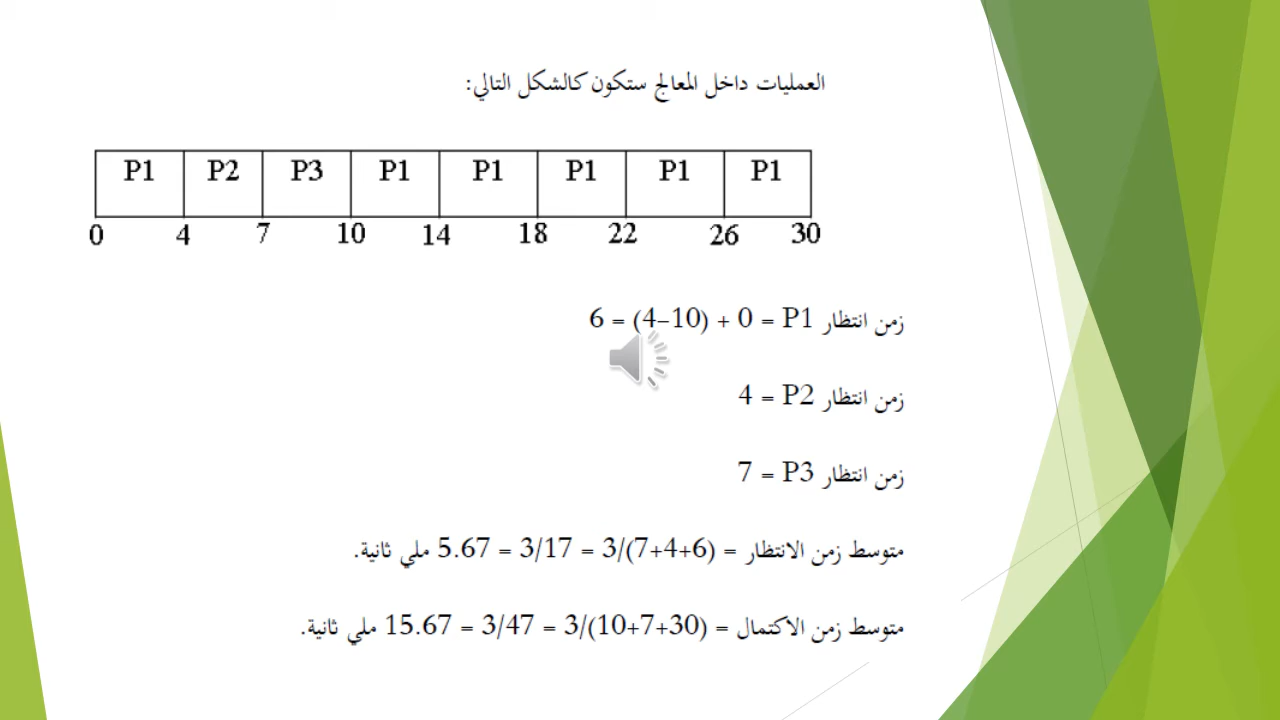 العمليات داخل المعالج ستكون كالشكل التالي:
P1 P2 P3 P1 P1 P1 P1 P1
0 4 7 10 14 18 22 26 30
زمن انتظار P1 = 0 + (10-4) = 6
زمن انتظار P2 = 4
زمن انتظار P3 = 7
متوسط زمن الانتظار = (6+4+7)/3 = 17/3 = 5.67 ملي ثانية.
متوسط زمن الاكتمال = (30+7+10)/3 = 47/3 = 15.67 ملي ثانية.